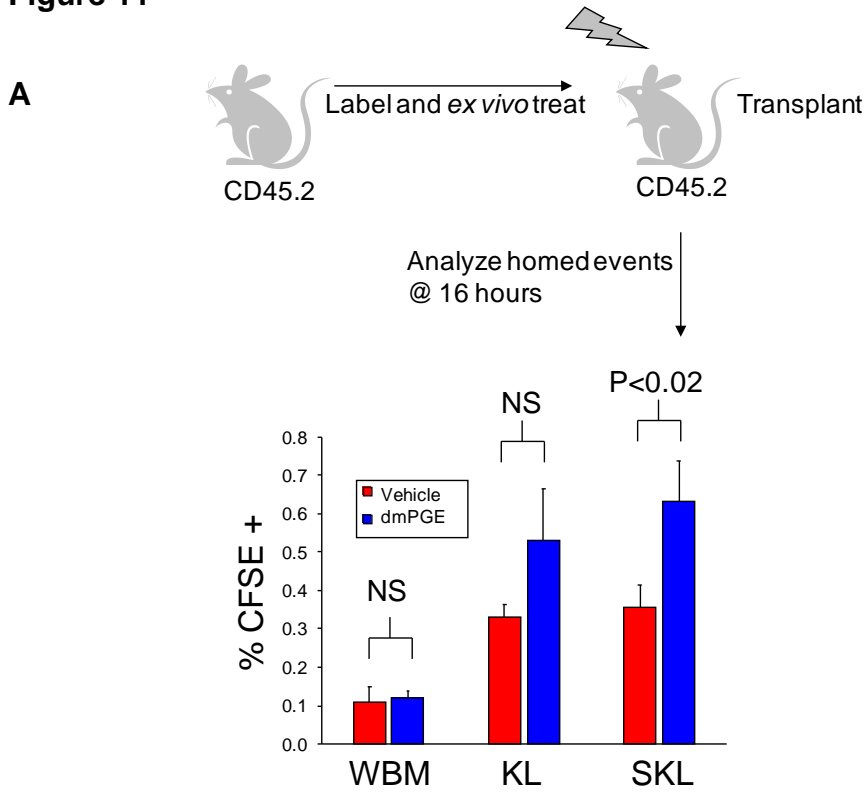 A
Label and ex vivo treat
Transplant
CD45.2
CD45.2
Analyze homed events
@ 16 hours
P<0.02
NS
NS
Vehicle
dmPGE
% CFSE +
0.8
0.7
0.6
0.5
0.4
0.3
0.2
0.1
0.0
WBM KL SKL